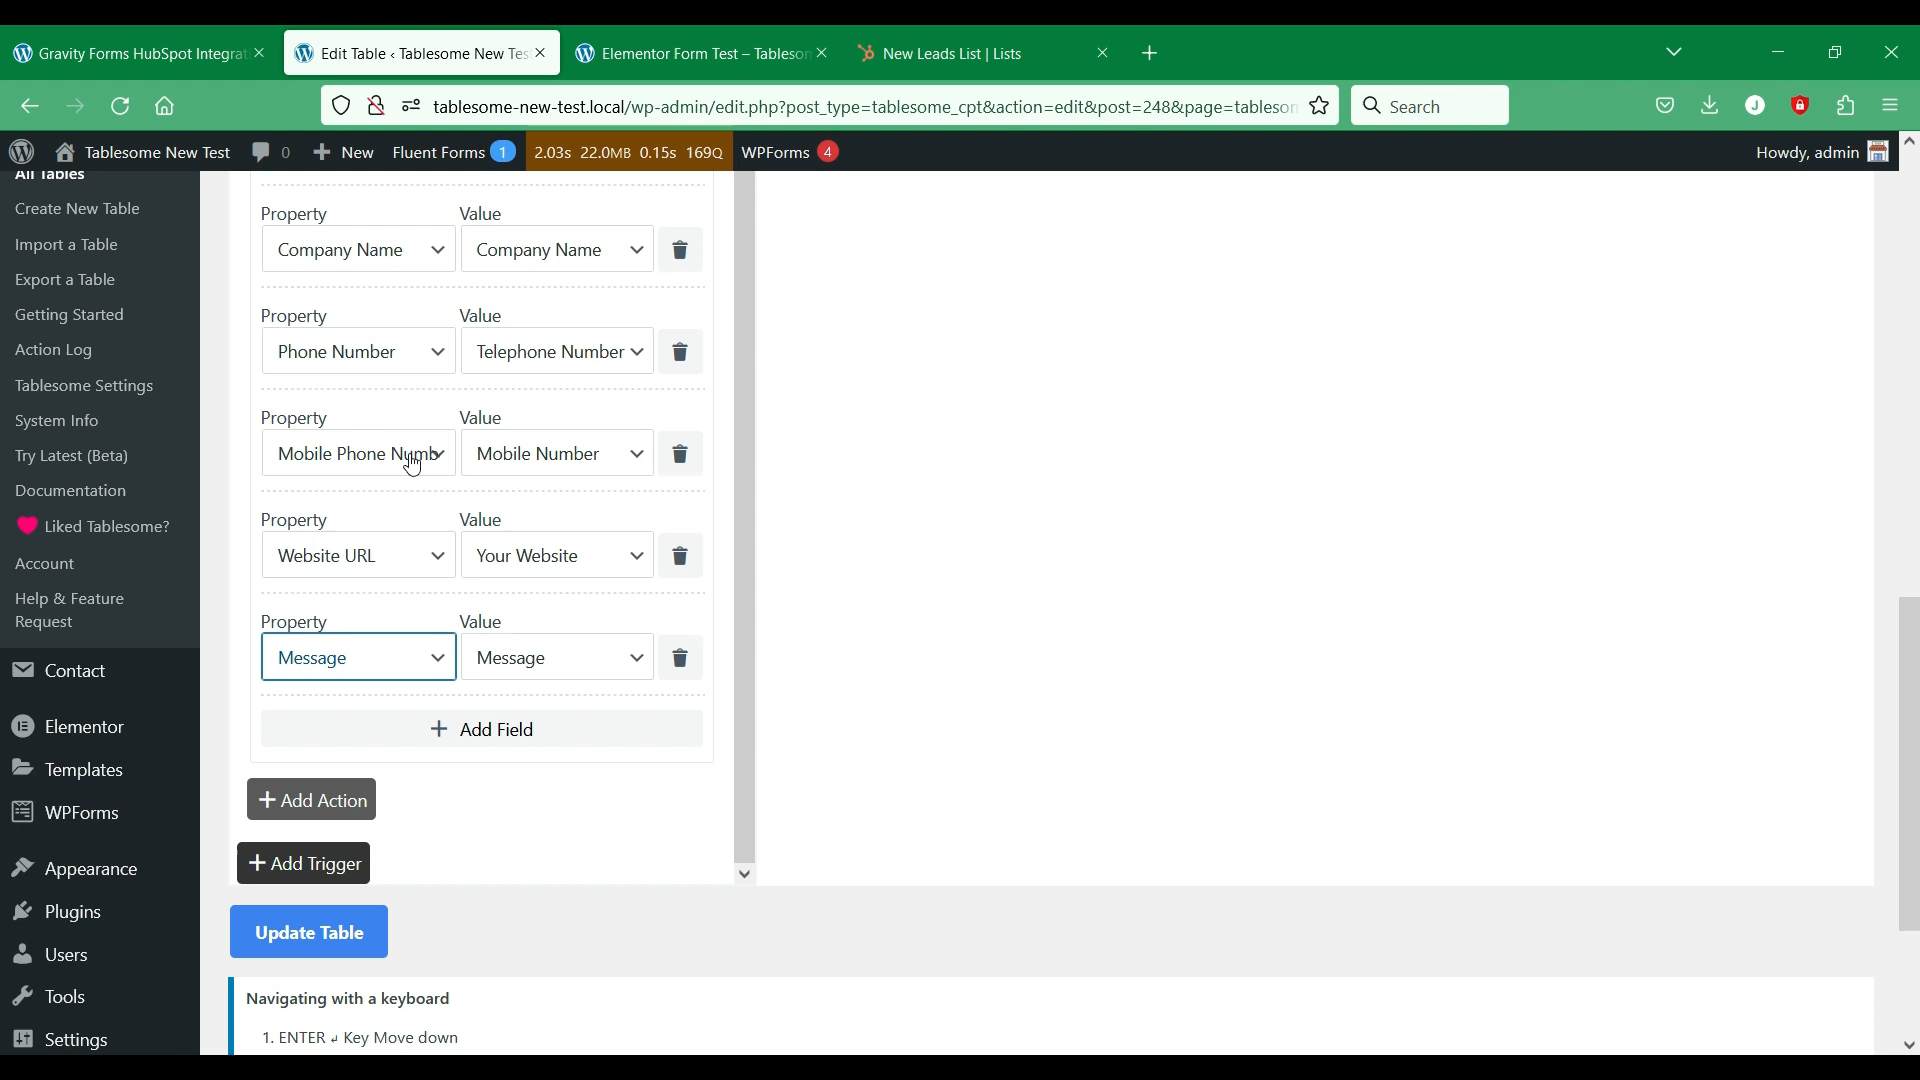 Gravity Forms HubSpot Integrat
Edit Table ‹ Tablesome New Tes
Elementor Form Test – Tableson
New Leads List | Lists
tablesome-new-test.local/wp-admin/edit.php?post_type=tablesome_cpt&action=edit&post=248&page=tableson
Search
Tablesome New Test
0
New
Fluent Forms 1
2.03s 22.0MB 0.15s 169Q
WPForms 4
Howdy, admin
All Tables
Create New Table
Import a Table
Export a Table
Getting Started
Action Log
Tablesome Settings
System Info
Try Latest (Beta)
Documentation
Liked Tablesome?
Account
Help & Feature
Request
Contact
Elementor
Templates
WPForms
Appearance
Plugins
Users
Tools
Settings
Property Value
Company Name Company Name
Property Value
Phone Number Telephone Number
Property Value
Mobile Phone Numb Mobile Number
Property Value
Website URL Your Website
Property Value
Message Message
+ Add Field
+ Add Action
+ Add Trigger
Update Table
Navigating with a keyboard
1. ENTER ↲ Key Move down